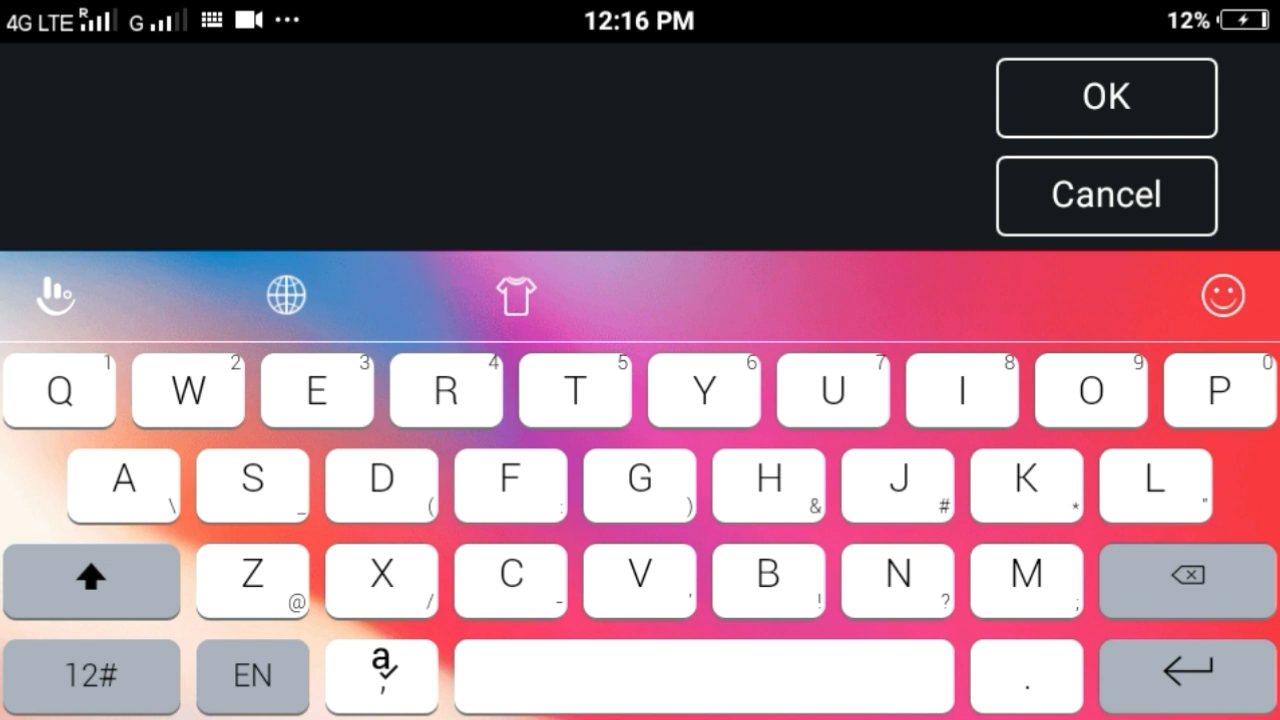 4G LTE R G 12:16 PM 12%
OK
Cancel
1 2 3 4 5 6 7 8 9 0
Q W E R T Y U I O P
A S D F G H J K L
\ _ ( : ) & # * "
Z X C V B N M
@ / - ' ! ? ;
12# EN a , .